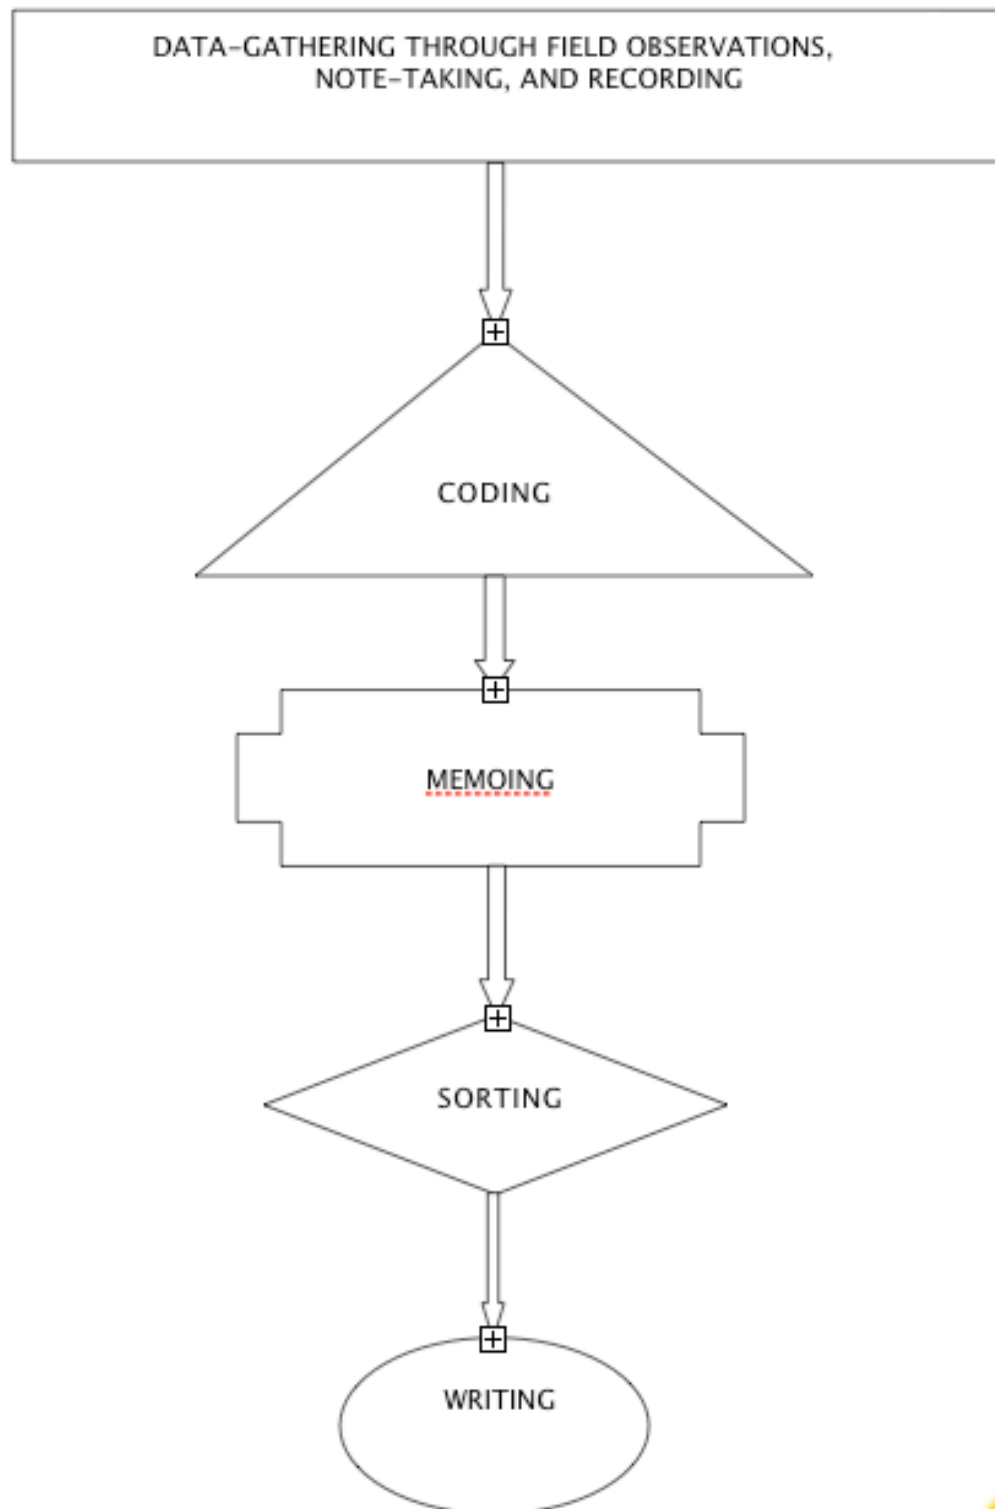 DATA-GATHERING THROUGH FIELD OBSERVATIONS,
NOTE-TAKING, AND RECORDING
CODING
MEMOING
SORTING
WRITING